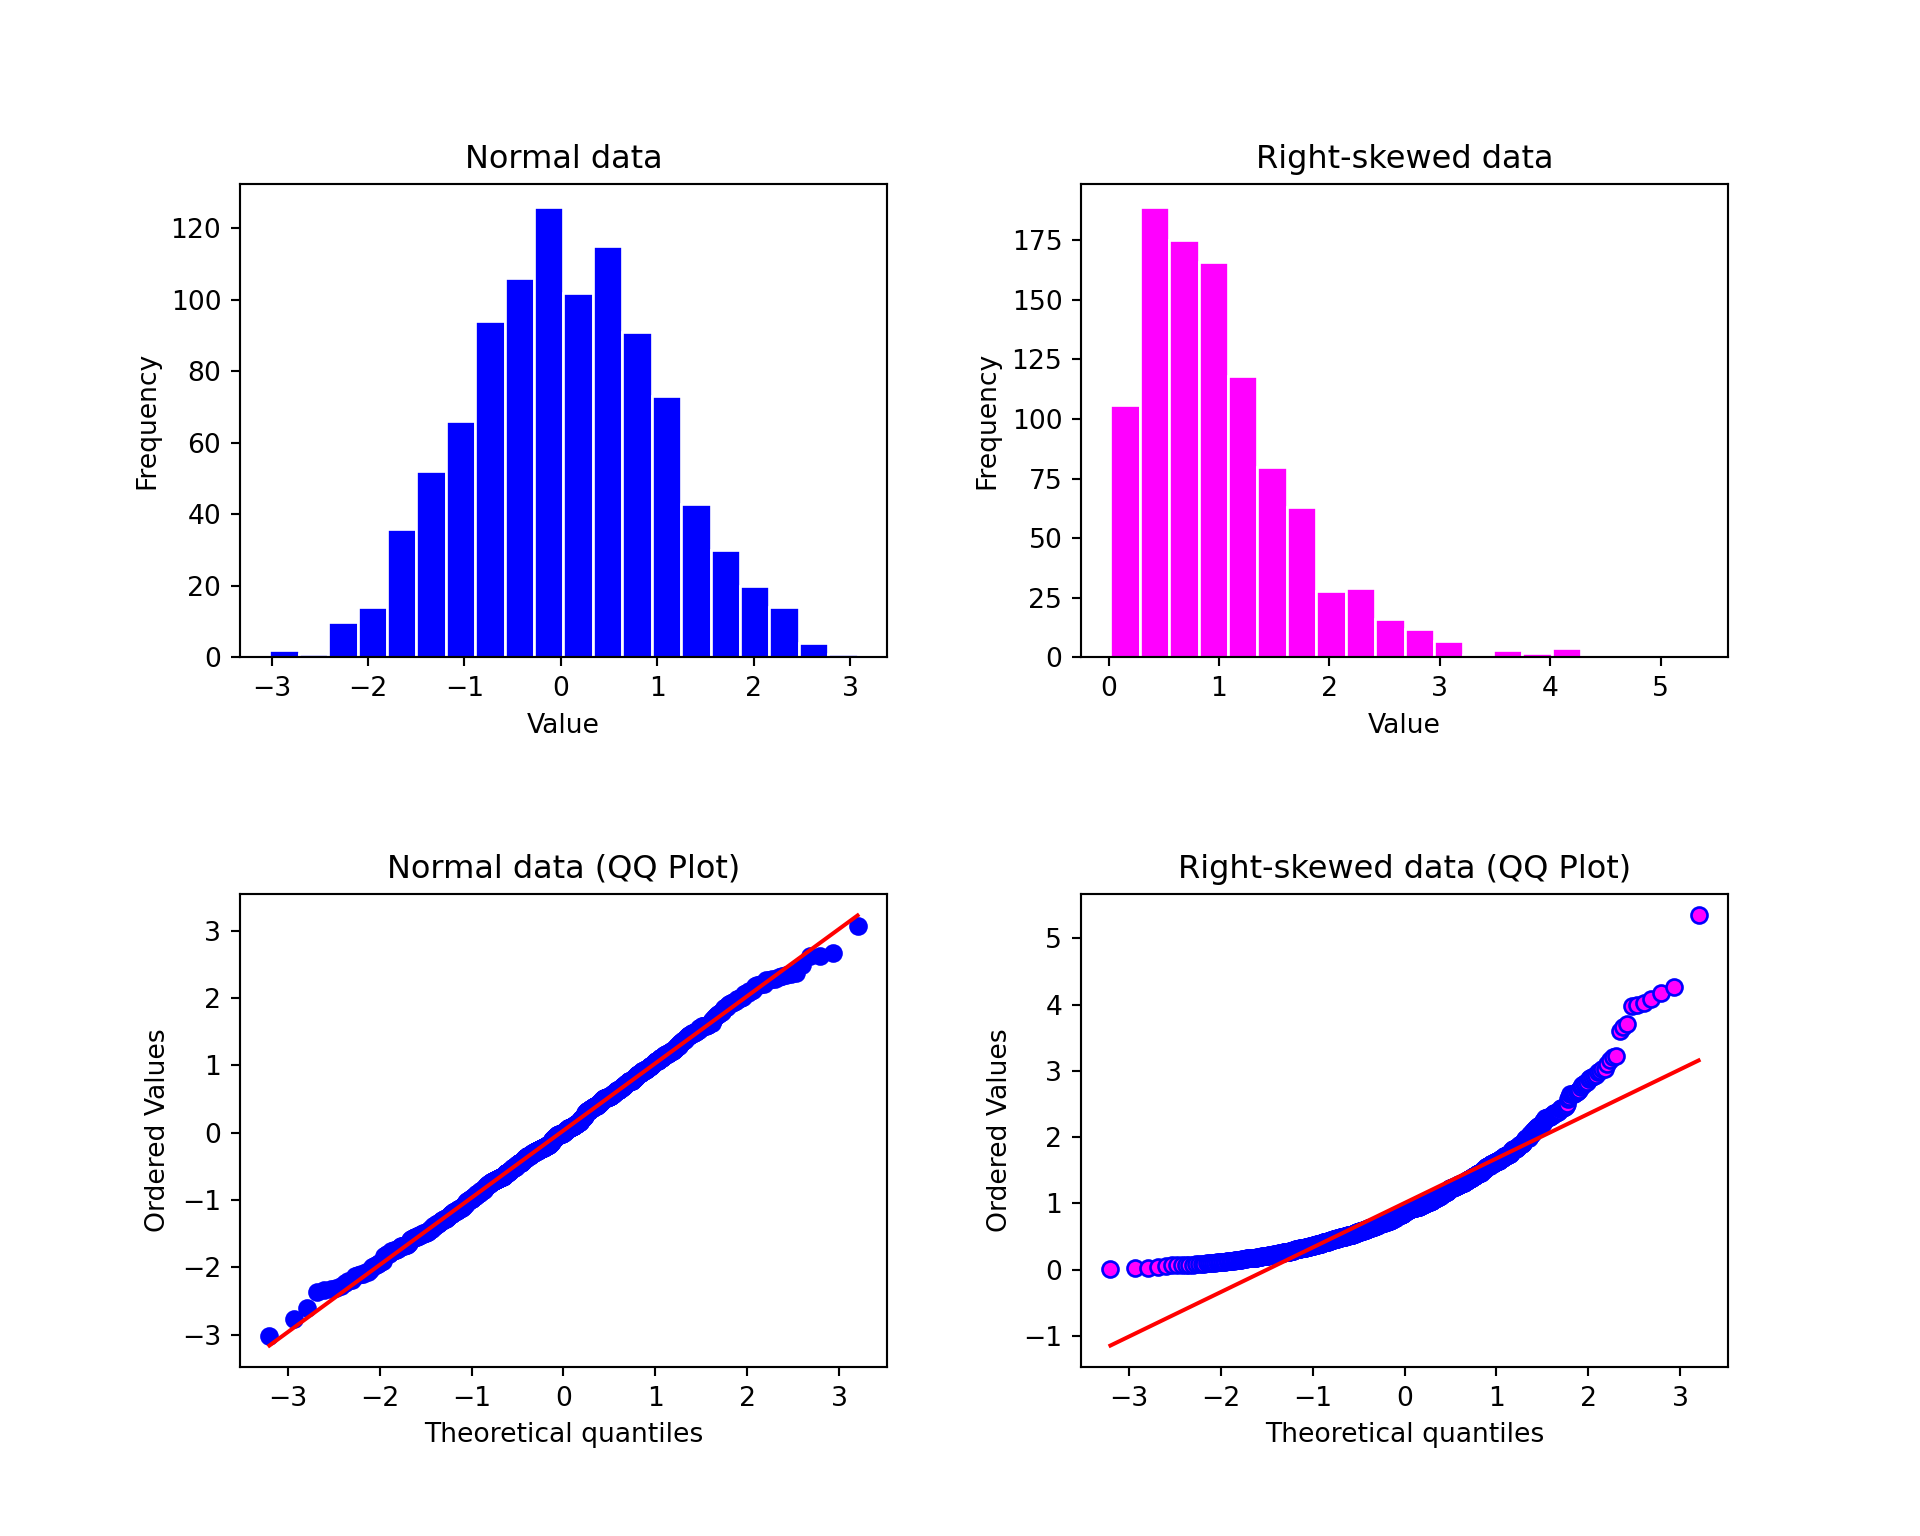 Normal data
Right-skewed data
120
100
80
60
40
20
0
Frequency
−3 −2 −1 0 1 2 3
Value
175
150
125
100
75
50
25
0
Frequency
0 1 2 3 4 5
Value
Normal data (QQ Plot)
Right-skewed data (QQ Plot)
3
2
1
0
−1
−2
−3
Ordered Values
−3 −2 −1 0 1 2 3
Theoretical quantiles
5
4
3
2
1
0
−1
Ordered Values
−3 −2 −1 0 1 2 3
Theoretical quantiles